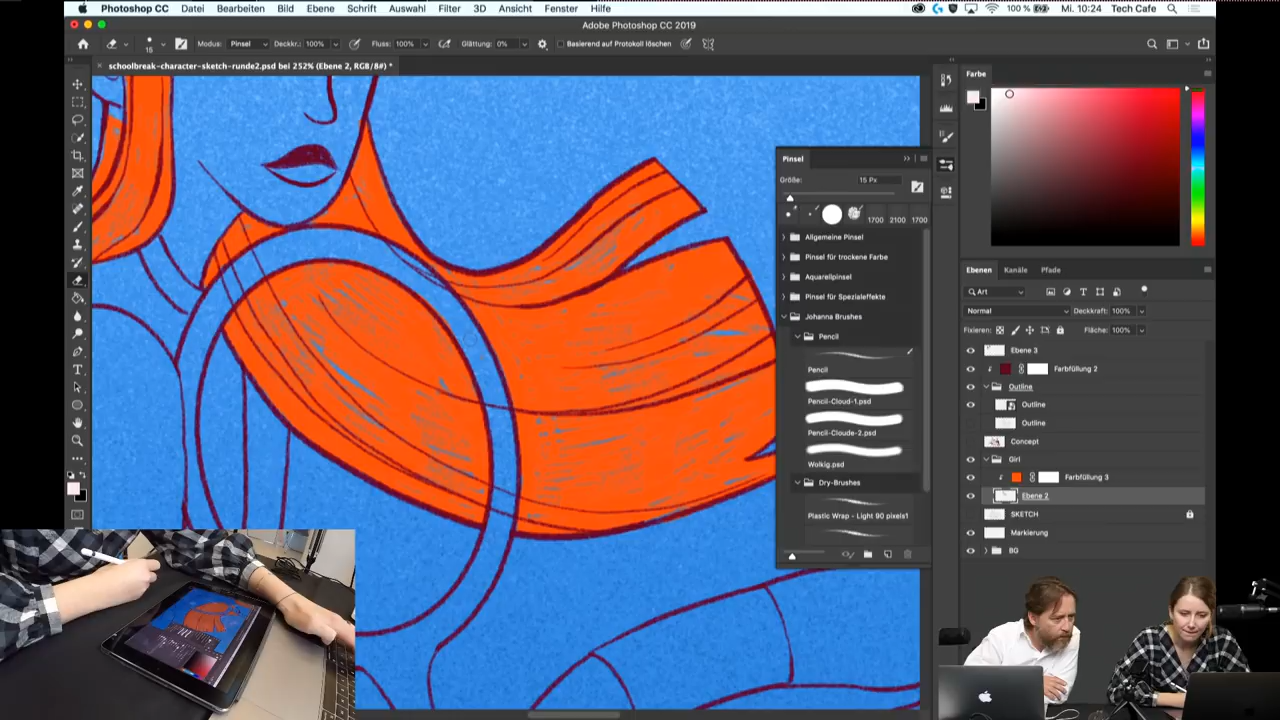 Photoshop CC Datei Bearbeiten Bild Ebene Schrift Auswahl Filter 3D Ansicht Fenster Hilfe 100 % Mi. 10:24 Tech Cafe
Adobe Photoshop CC 2019
15 Modus: Pinsel Deckkr.: 100% Fluss: 100% Glättung: 0% Basierend auf Protokoll löschen
× schoolbreak-character-sketch-runde2.psd bei 252% (Ebene 2, RGB/8#) *
Farbe
Pinsel
Größe: 15 Px
1700 2100 1700
Allgemeine Pinsel
Pinsel für trockene Farbe
Aquarellpinsel
Pinsel für Spezialeffekte
Johanna Brushes
Pencil
Pencil
Pencil-Cloud-1.psd
Pencil-Cloude-2.psd
Wolkig.psd
Dry-Brushes
Plastic Wrap - Light 90 pixels1
Ebenen Kanäle Pfade
Art
Normal Deckkraft: 100%
Fixieren: Fläche: 100%
Ebene 3
Farbfüllung 2
Outline
Outline
Outline
Concept
Girl
Farbfüllung 3
Ebene 2
SKETCH
Markierung
BG